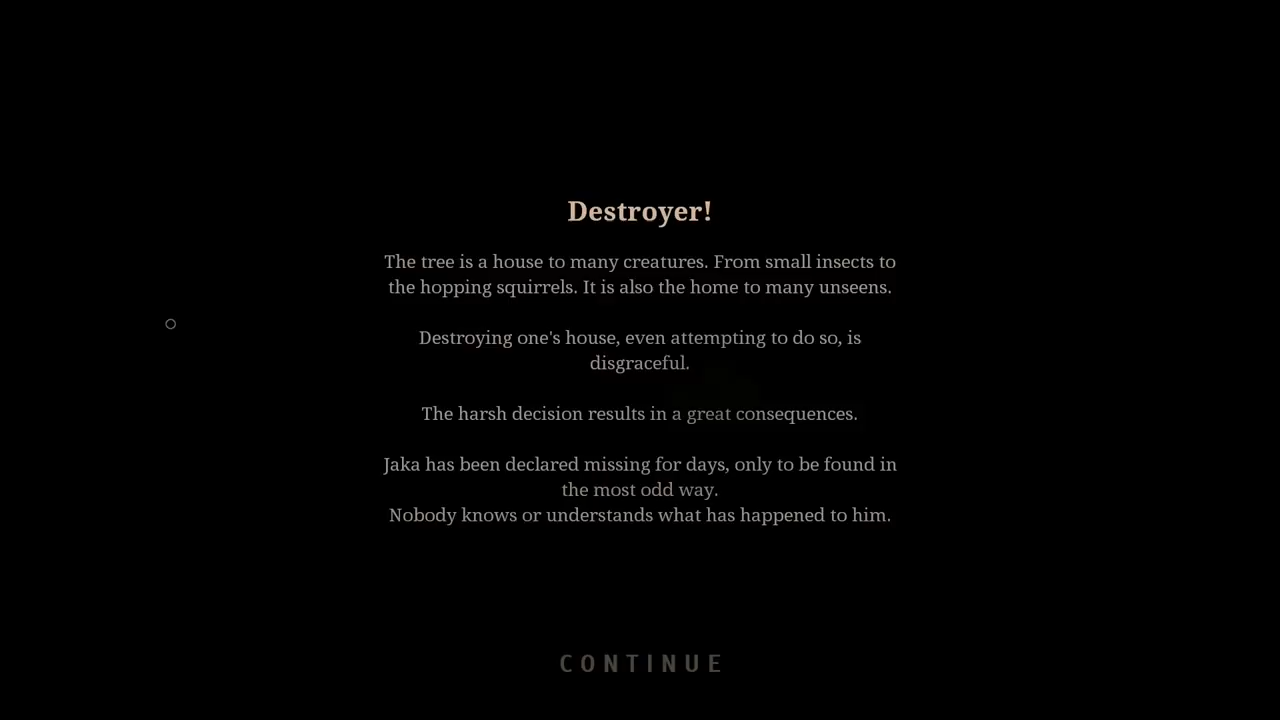 Destroyer!
The tree is a house to many creatures. From small insects to
the hopping squirrels. It is also the home to many unseens.
Destroying one's house, even attempting to do so, is
disgraceful.
The harsh decision results in a great consequences.
Jaka has been declared missing for days, only to be found in
the most odd way.
Nobody knows or understands what has happened to him.
CONTINUE